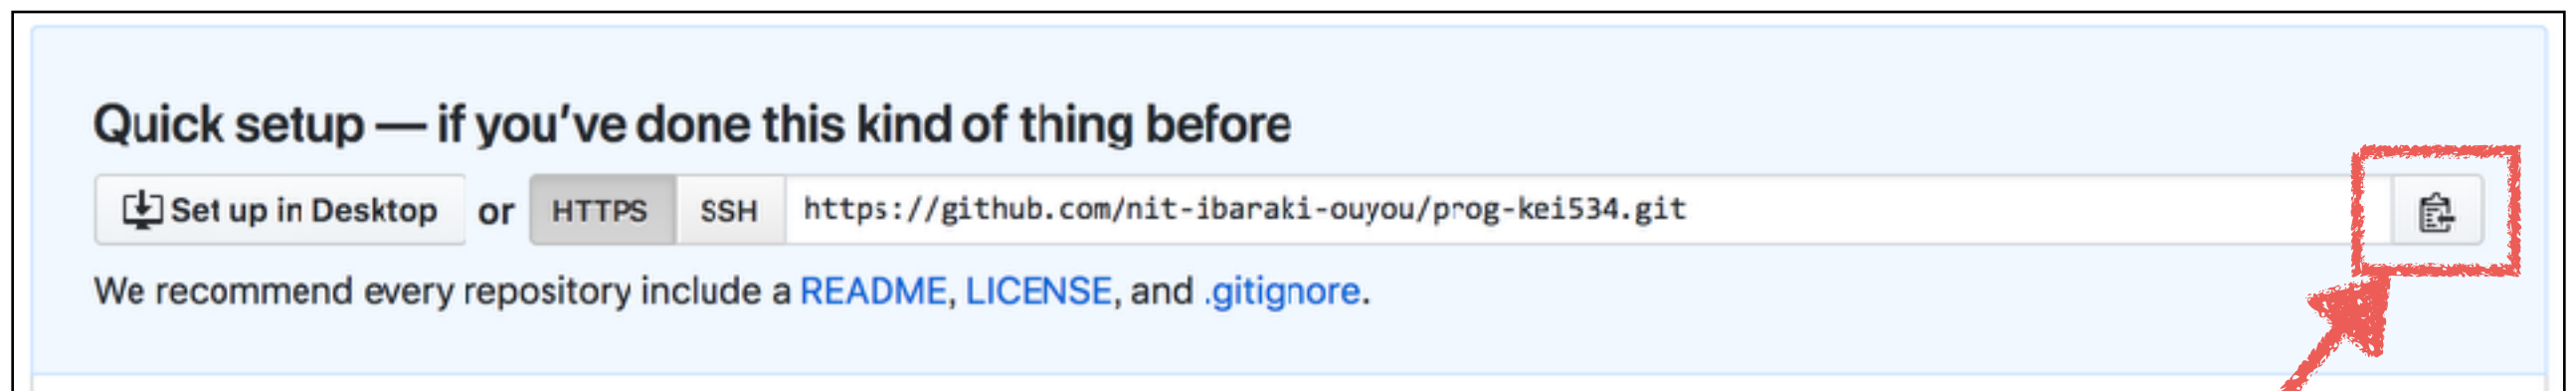 Quick setup — if you've done this kind of thing before
Set up in Desktop or HTTPS SSH https://github.com/nit-ibaraki-ouyou/prog-kei534.git
We recommend every repository include a README, LICENSE, and .gitignore.